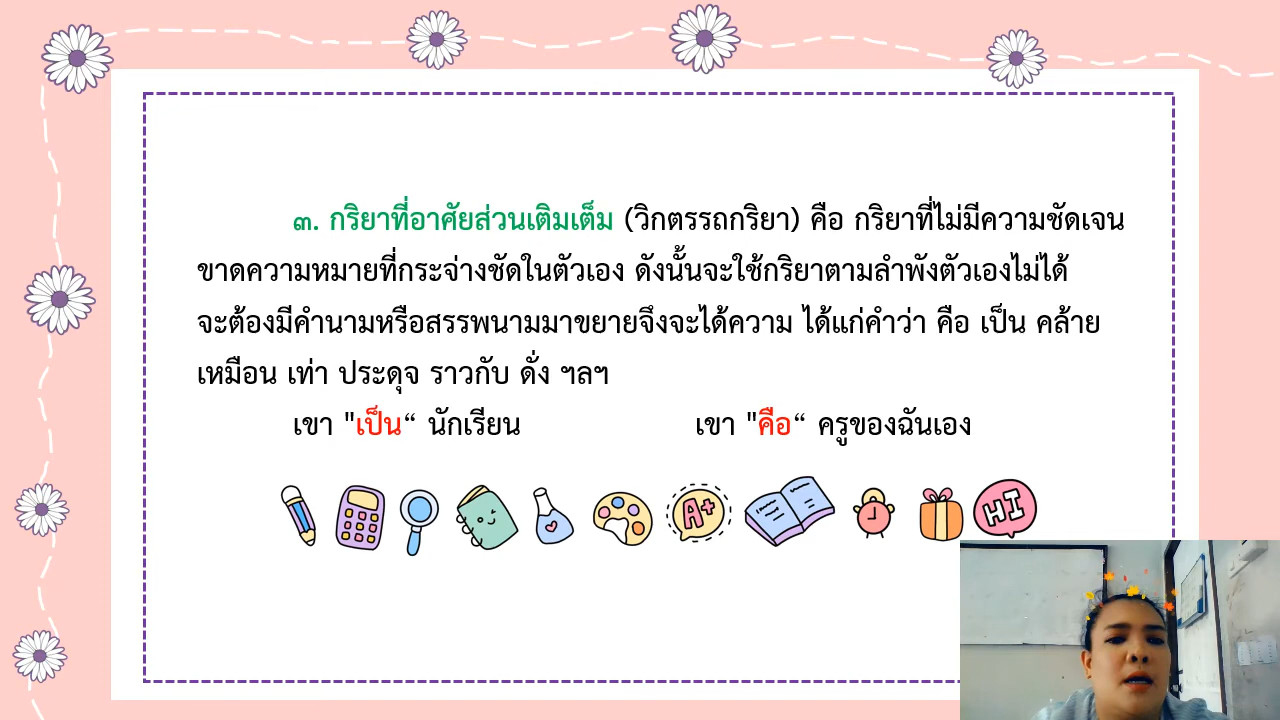 ๓. กริยาที่อาศัยส่วนเติมเต็ม (วิกตรรถกริยา) คือ กริยาที่ไม่มีความชัดเจน
ขาดความหมายที่กระจ่างชัดในตัวเอง ดังนั้นจะใช้กริยาตามลำพังตัวเองไม่ได้
จะต้องมีคำนามหรือสรรพนามมาขยายจึงจะได้ความ ได้แก่คำว่า คือ เป็น คล้าย
เหมือน เท่า ประดุจ ราวกับ ดั่ง ฯลฯ
เขา "เป็น“ นักเรียน เขา "คือ“ ครูของฉันเอง
A+
HI